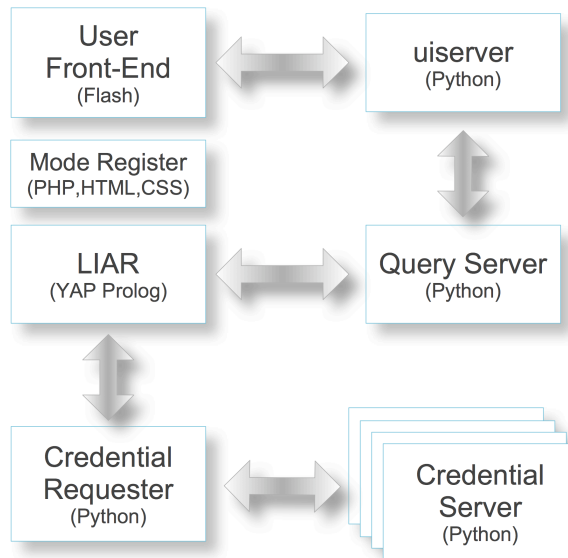 User
Front-End
(Flash)
uiserver
(Python)
Mode Register
(PHP,HTML,CSS)
LIAR
(YAP Prolog)
Query Server
(Python)
Credential
Requester
(Python)
Credential
Server
(Python)